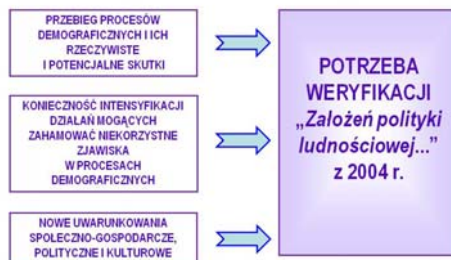 PRZEBIEG PROCESÓW
DEMOGRAFICZNYCH I ICH
RZECZYWISTE
I POTENCJALNE SKUTKI
KONIECZNOŚĆ INTENSYFIKACJI
DZIAŁAŃ MOGĄCYCH
ZAHAMOWAĆ NIEKORZYSTNE
ZJAWISKA
W PROCESACH
DEMOGRAFICZNYCH
NOWE UWARUNKOWANIA
SPOŁECZNO-GOSPODARCZE,
POLITYCZNE I KULTUROWE
POTRZEBA
WERYFIKACJI
„Założeń polityki
ludnościowej...”
z 2004 r.